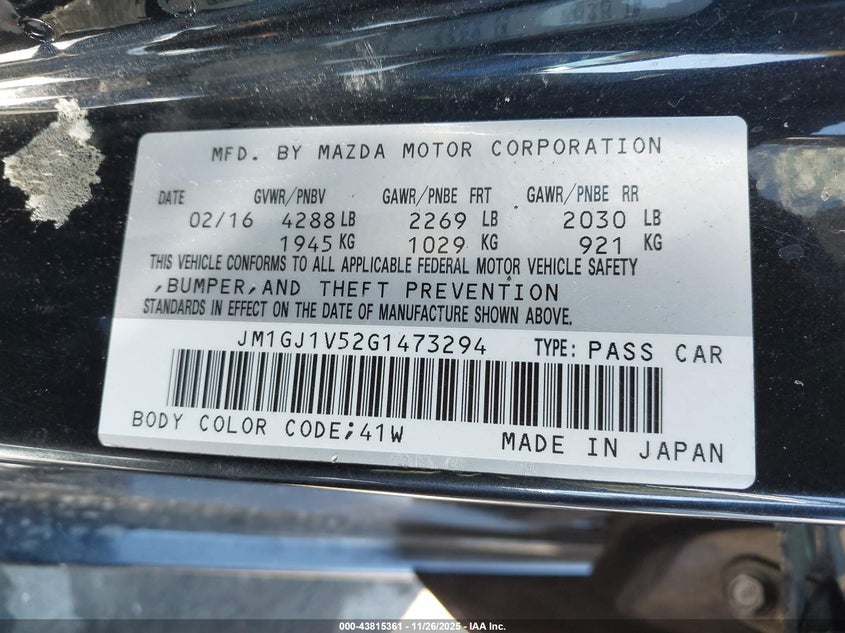 MFD. BY MAZDA MOTOR CORPORATION
DATE GVWR/PNBV GAWR/PNBE FRT GAWR/PNBE RR
02/16 4288 LB 2269 LB 2030 LB
1945 KG 1029 KG 921 KG
THIS VEHICLE CONFORMS TO ALL APPLICABLE FEDERAL MOTOR VEHICLE SAFETY
,BUMPER,AND THEFT PREVENTION
STANDARDS IN EFFECT ON THE DATE OF MANUFACTURE SHOWN ABOVE.
JM1GJ1V52G1473294 TYPE: PASS CAR
BODY COLOR CODE;41W MADE IN JAPAN
000-43815361 - 11/26/2025 - IAA Inc.